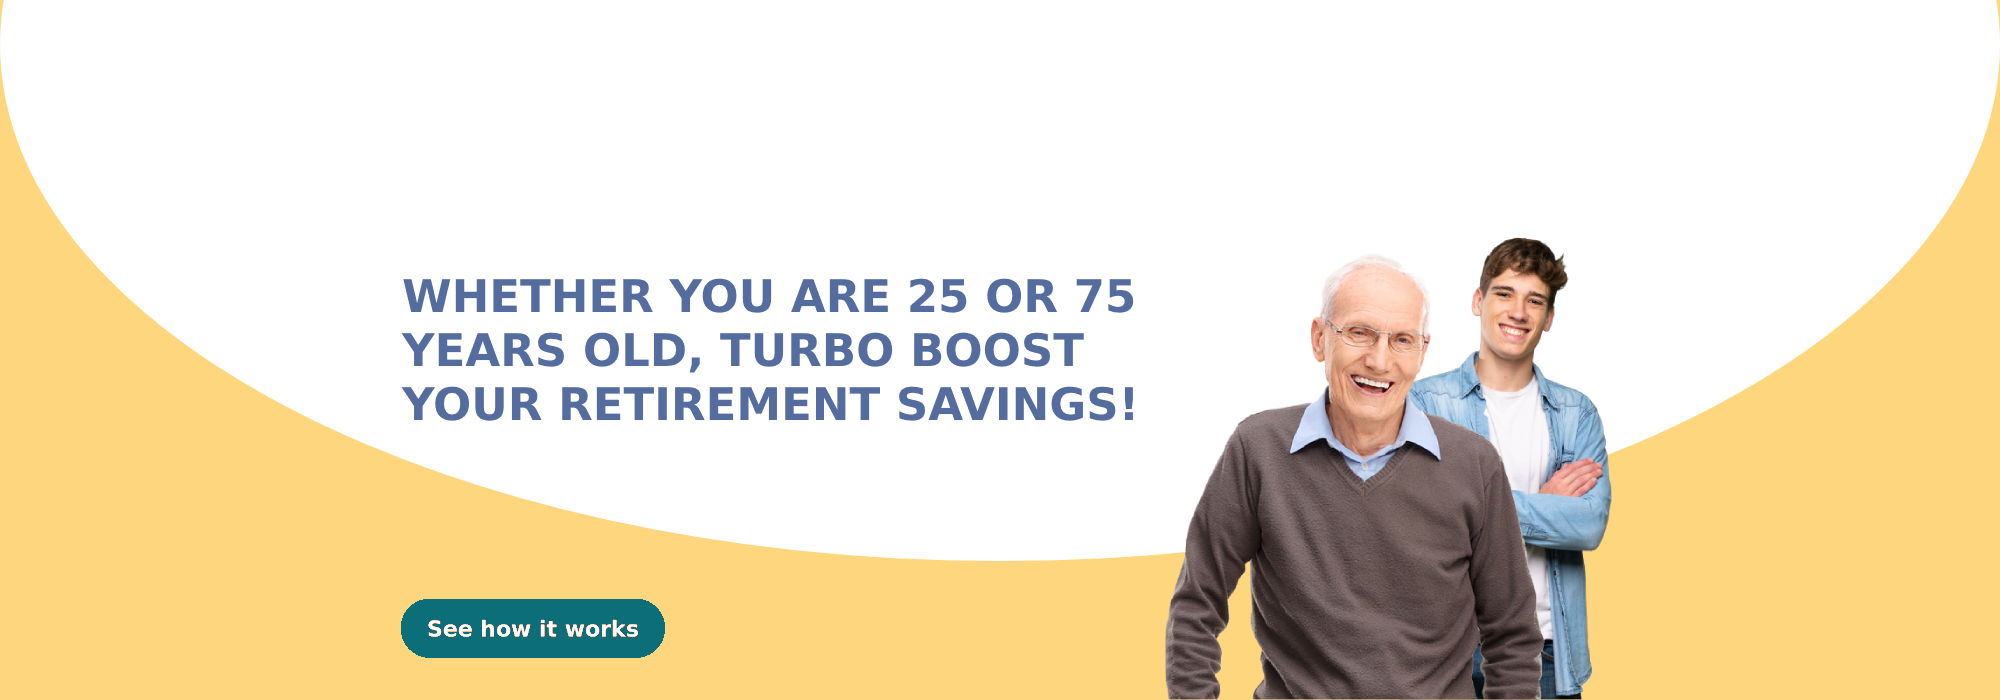 WHETHER YOU ARE 25 OR 75
YEARS OLD, TURBO BOOST
YOUR RETIREMENT SAVINGS!
See how it works